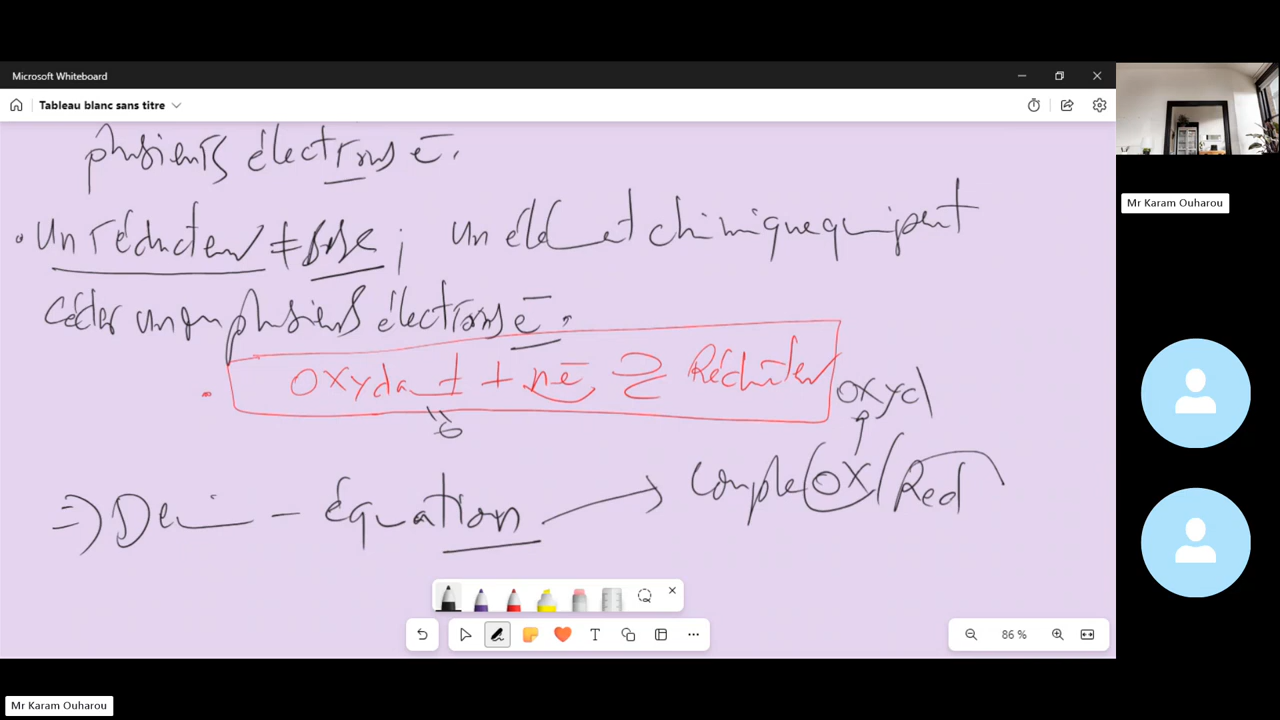 Microsoft Whiteboard
Tableau blanc sans titre
plusieurs électrons e-.
• Un réducteur ≠ base ; un élément chimique qui peut
céder un ou plusieurs électrons e-.
• Oxydant + ne- ⇌ Réducteur
oxyd
⇒ Demi-équation → Couple OX/Red
86 %
Mr Karam Ouharou
Mr Karam Ouharou